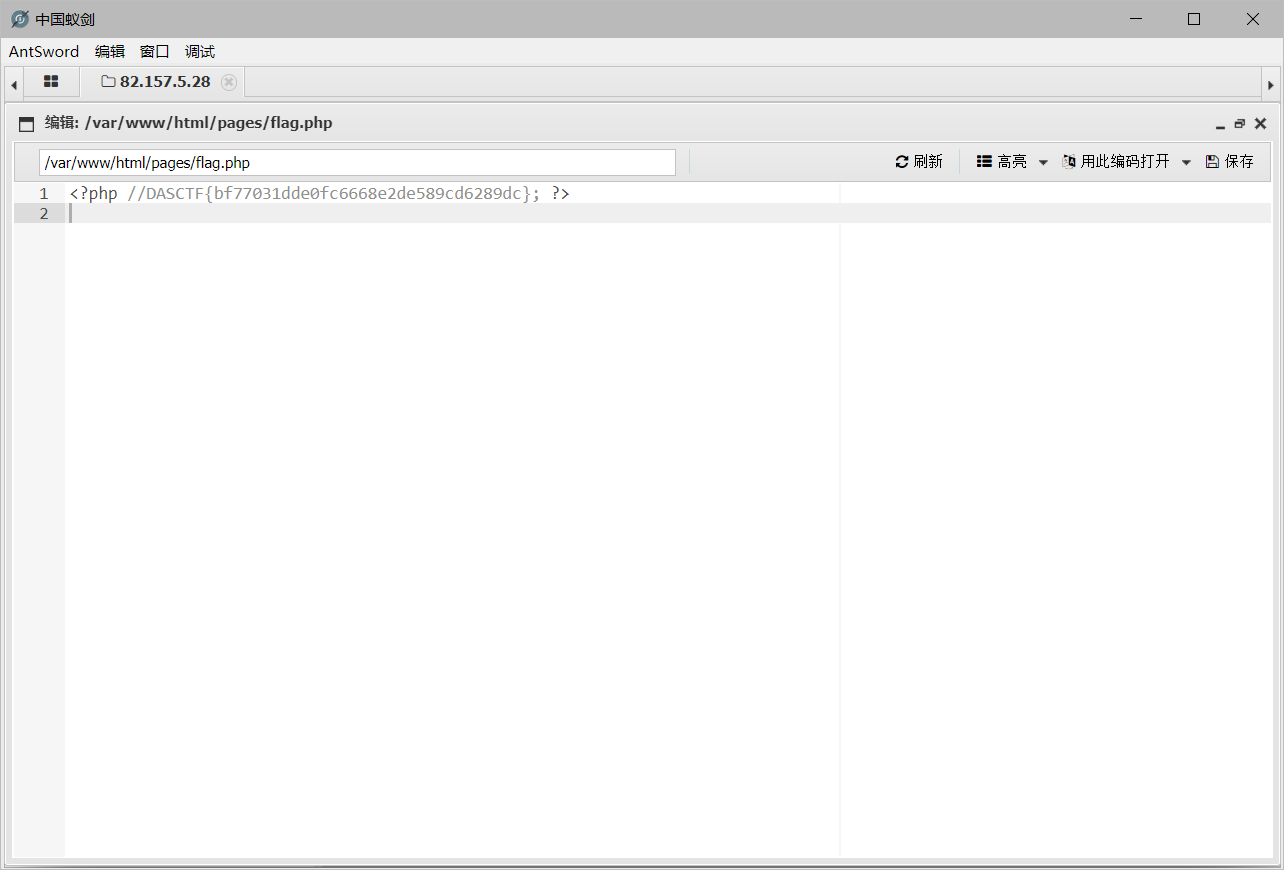 中国蚁剑
AntSword 编辑 窗口 调试
82.157.5.28
编辑: /var/www/html/pages/flag.php
/var/www/html/pages/flag.php 刷新 高亮 用此编码打开 保存
1 <?php //DASCTF{bf77031dde0fc6668e2de589cd6289dc}; ?>
2